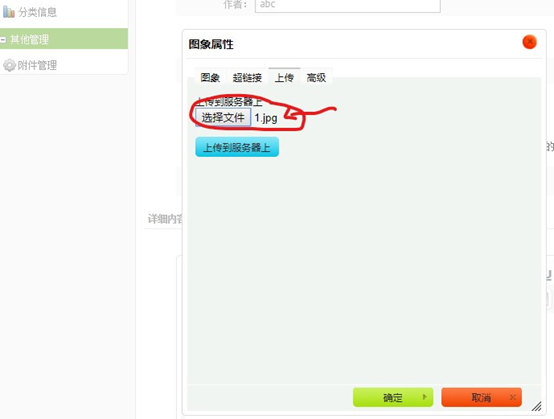 分类信息
作者: abc
其他管理
图象属性
附件管理
图象 超链接 上传 高级
上传到服务器上
选择文件 1.jpg
上传到服务器上
的
详细内容
确定 取消